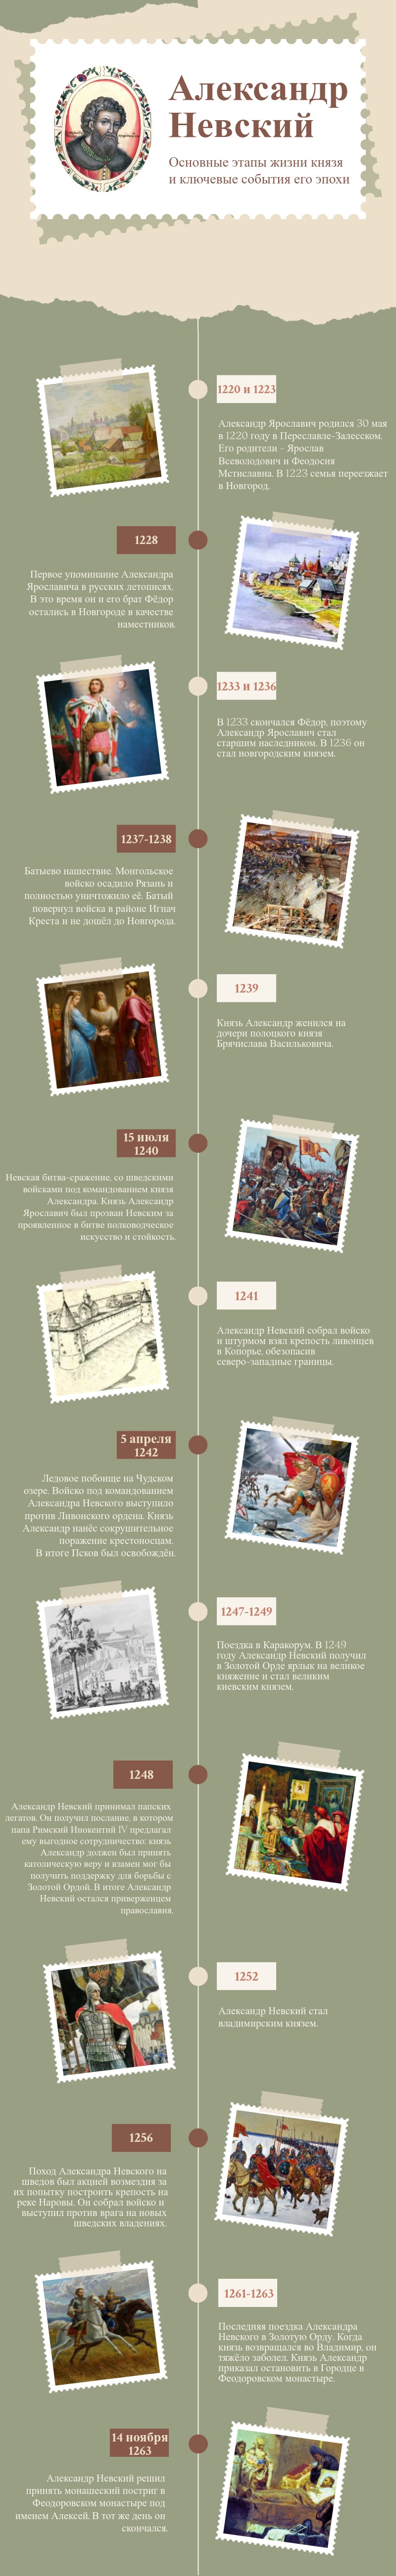 Александр
Невский
Основные этапы жизни князя
и ключевые события его эпохи
1220 и 1223
Александр Ярославич родился 30 мая
в 1220 году в Переславле-Залесском.
Его родители - Ярослав
Всеволодович и Феодосия
Мстиславна. В 1223 семья переезжает
в Новгород.
1228
Первое упоминание Александра
Ярославича в русских летописях.
В это время он и его брат Фёдор
остались в Новгороде в качестве
наместников.
1233 и 1236
В 1233 скончался Фёдор, поэтому
Александр Ярославич стал
старшим наследником. В 1236 он
стал новгородским князем.
1237-1238
Батыево нашествие. Монгольское
войско осадило Рязань и
полностью уничтожило её. Батый
повернул войска в районе Игнач
Креста и не дошёл до Новгорода.
1239
Князь Александр женился на
дочери полоцкого князя
Брячислава Васильковича.
15 июля
1240
Невская битва-сражение, со шведскими
войсками под командованием князя
Александра. Князь Александр
Ярославич был прозван Невским за
проявленное в битве полководческое
искусство и стойкость.
1241
Александр Невский собрал войско
и штурмом взял крепость ливонцев
в Копорье, обезопасив
северо-западные границы.
5 апреля
1242
Ледовое побоище на Чудском
озере. Войско под командованием
Александра Невского выступило
против Ливонского ордена. Князь
Александр нанёс сокрушительное
поражение крестоносцам.
В итоге Псков был освобождён.
1247-1249
Поездка в Каракорум. В 1249
году Александр Невский получил
в Золотой Орде ярлык на великое
княжение и стал великим
киевским князем.
1248
Александр Невский принимал папских
легатов. Он получил послание, в котором
папа Римский Инокентий IV предлагал
ему выгодное сотрудничество: князь
Александр должен был принять
католическую веру и взамен мог бы
получить поддержку для борьбы с
Золотой Ордой. В итоге Александр
Невский остался приверженцем
православия.
1252
Александр Невский стал
владимирским князем.
1256
Поход Александра Невского на
шведов был акцией возмездия за
их попытку построить крепость на
реке Наровы. Он собрал войско и
выступил против врага на новых
шведских владениях.
1261-1263
Последняя поездка Александра
Невского в Золотую Орду. Когда
князь возвращался во Владимир, он
тяжёло заболел. Князь Александр
приказал остановить в Городце в
Феодоровском монастыре.
14 ноября
1263
Александр Невский решил
принять монашеский постриг в
Феодоровском монастыре под
именем Алексей. В тот же день он
скончался.